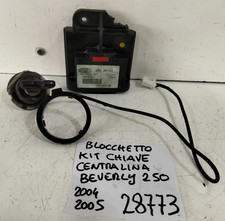 BLOCCHETTO
KIT CHIAVE
CENTRALINA
BEVERLY 250
2004
2005 28773